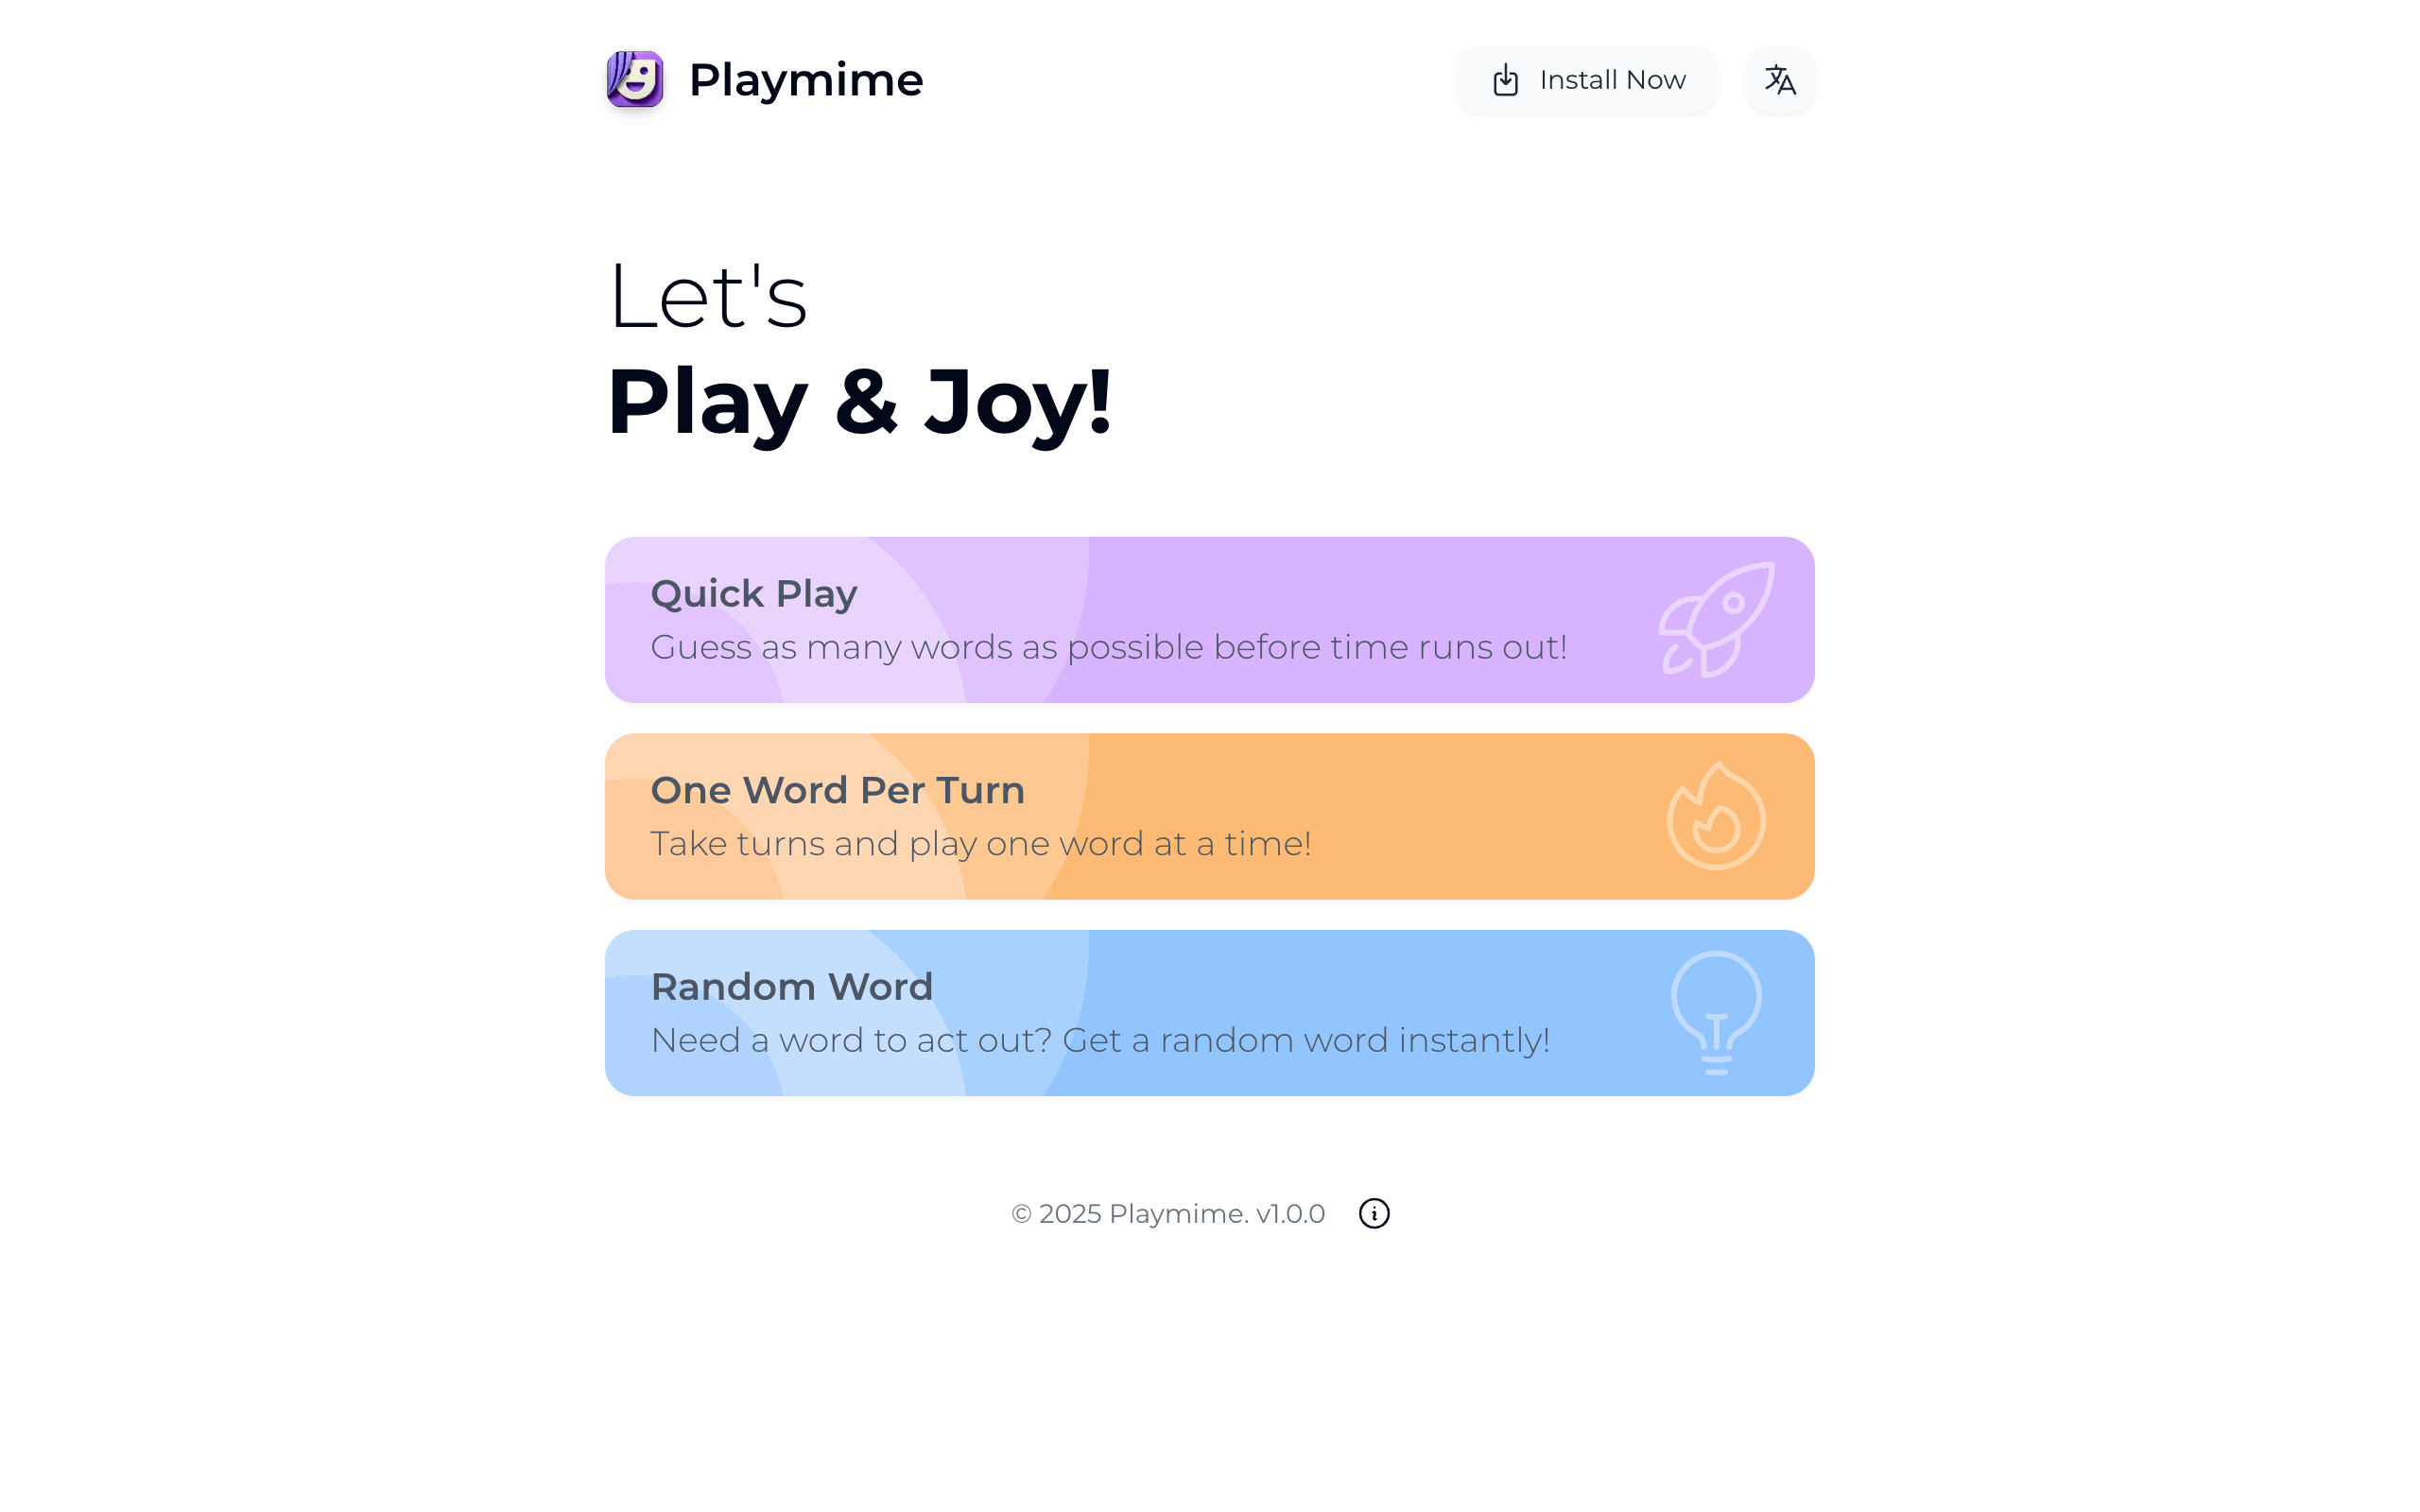 Playmime
Install Now
Let's
Play & Joy!
Quick Play
Guess as many words as possible before time runs out!
One Word Per Turn
Take turns and play one word at a time!
Random Word
Need a word to act out? Get a random word instantly!
© 2025 Playmime. v1.0.0